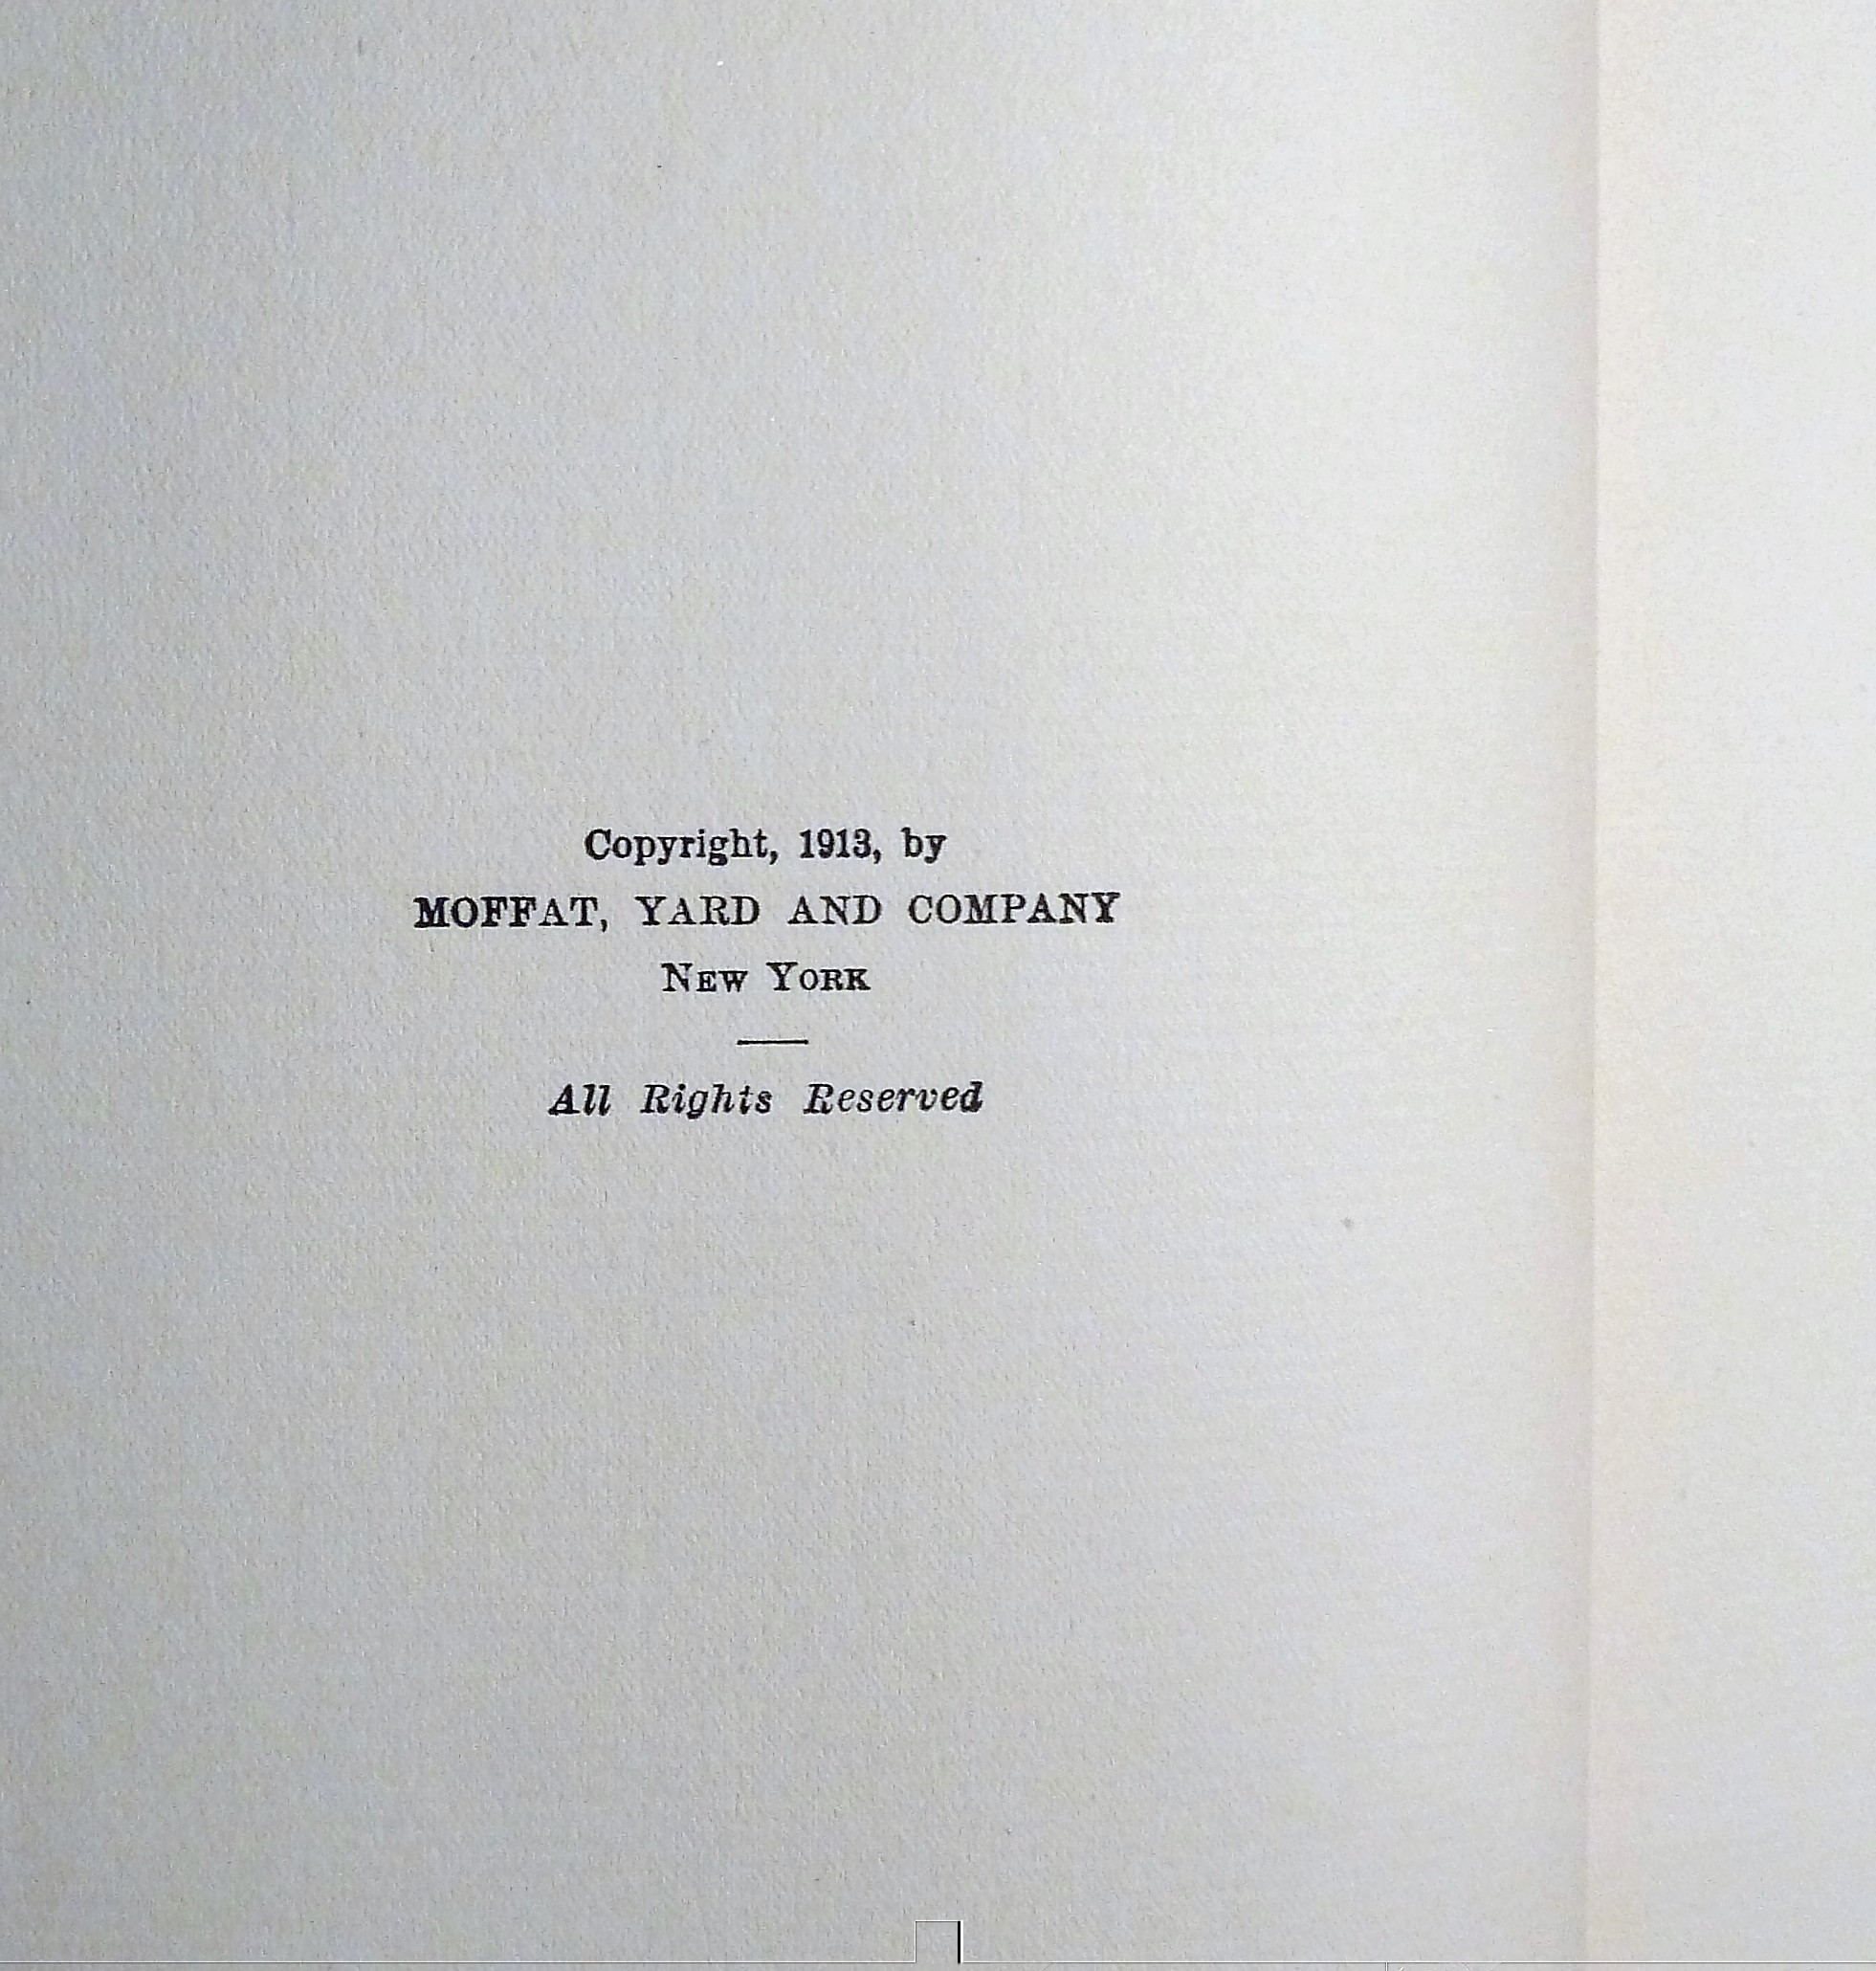 Copyright, 1913, by
MOFFAT, YARD AND COMPANY
NEW YORK
All Rights Reserved